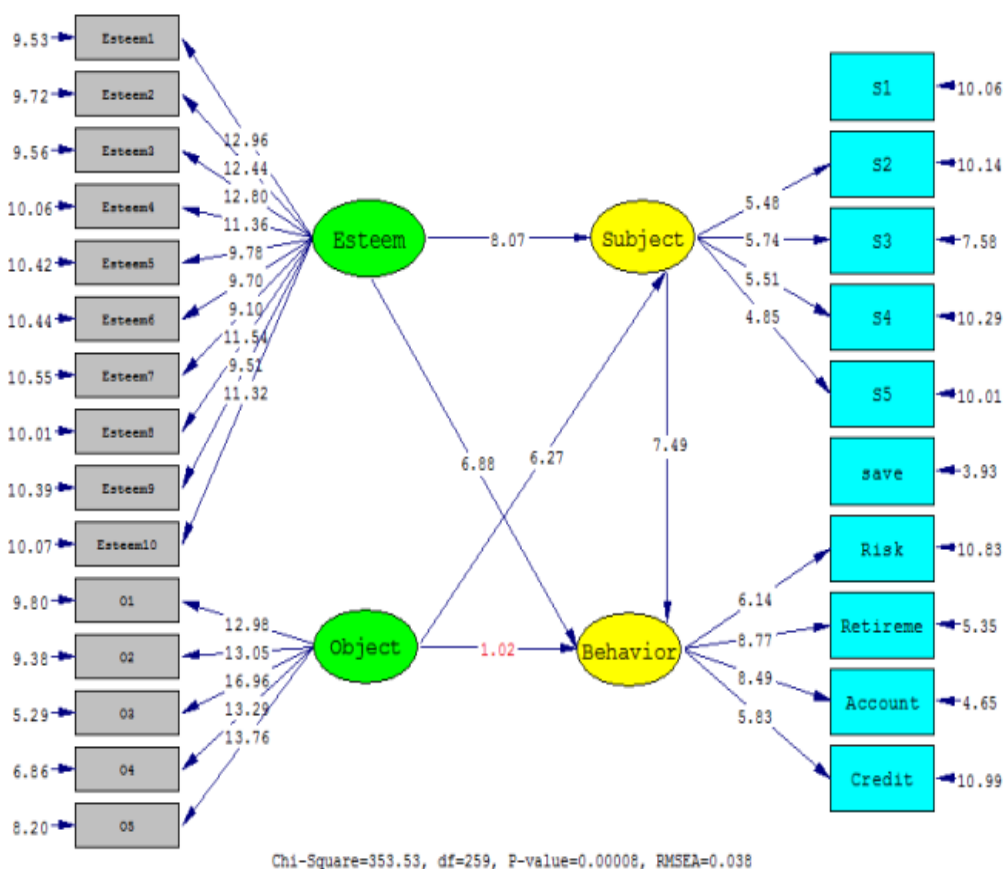 9.53 Esteem1
9.72 Esteem2
9.56 Esteem3
10.06 Esteem4
10.42 Esteem5
10.44 Esteem6
10.55 Esteem7
10.01 Esteem8
10.39 Esteem9
10.07 Esteem10
9.80 O1
9.38 O2
5.29 O3
6.86 O4
8.20 O5
12.96
12.44
12.80
11.36
9.78
9.70
9.10
11.54
9.51
11.32
12.98
13.05
16.96
13.29
13.76
Esteem
Object
8.07
6.88
6.27
7.49
1.02
Subject
Behavior
5.48
5.74
5.51
4.85
6.14
8.77
8.49
5.83
S1 10.06
S2 10.14
S3 7.58
S4 10.29
S5 10.01
save 3.93
Risk 10.83
Retireme 5.35
Account 4.65
Credit 10.99
Chi-Square=353.53, df=259, P-value=0.00008, RMSEA=0.038